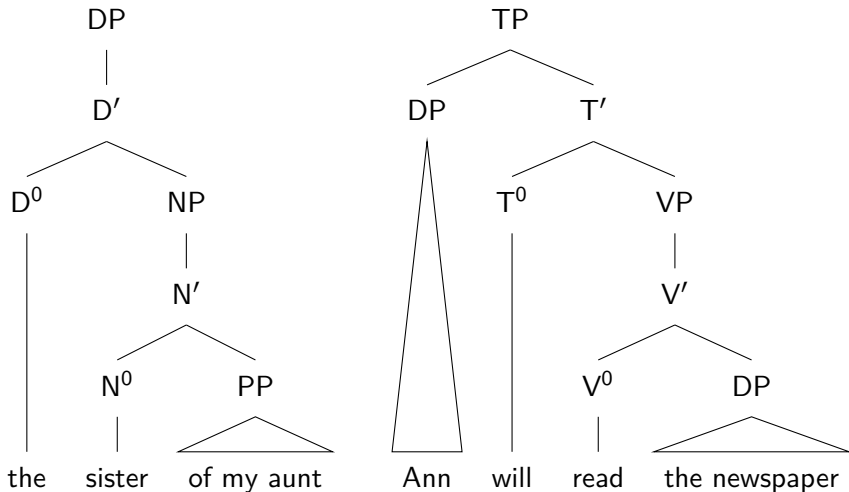 DP TP
D′ DP T′
D⁰ NP T⁰ VP
N′ V′
N⁰ PP V⁰ DP
the sister of my aunt Ann will read the newspaper